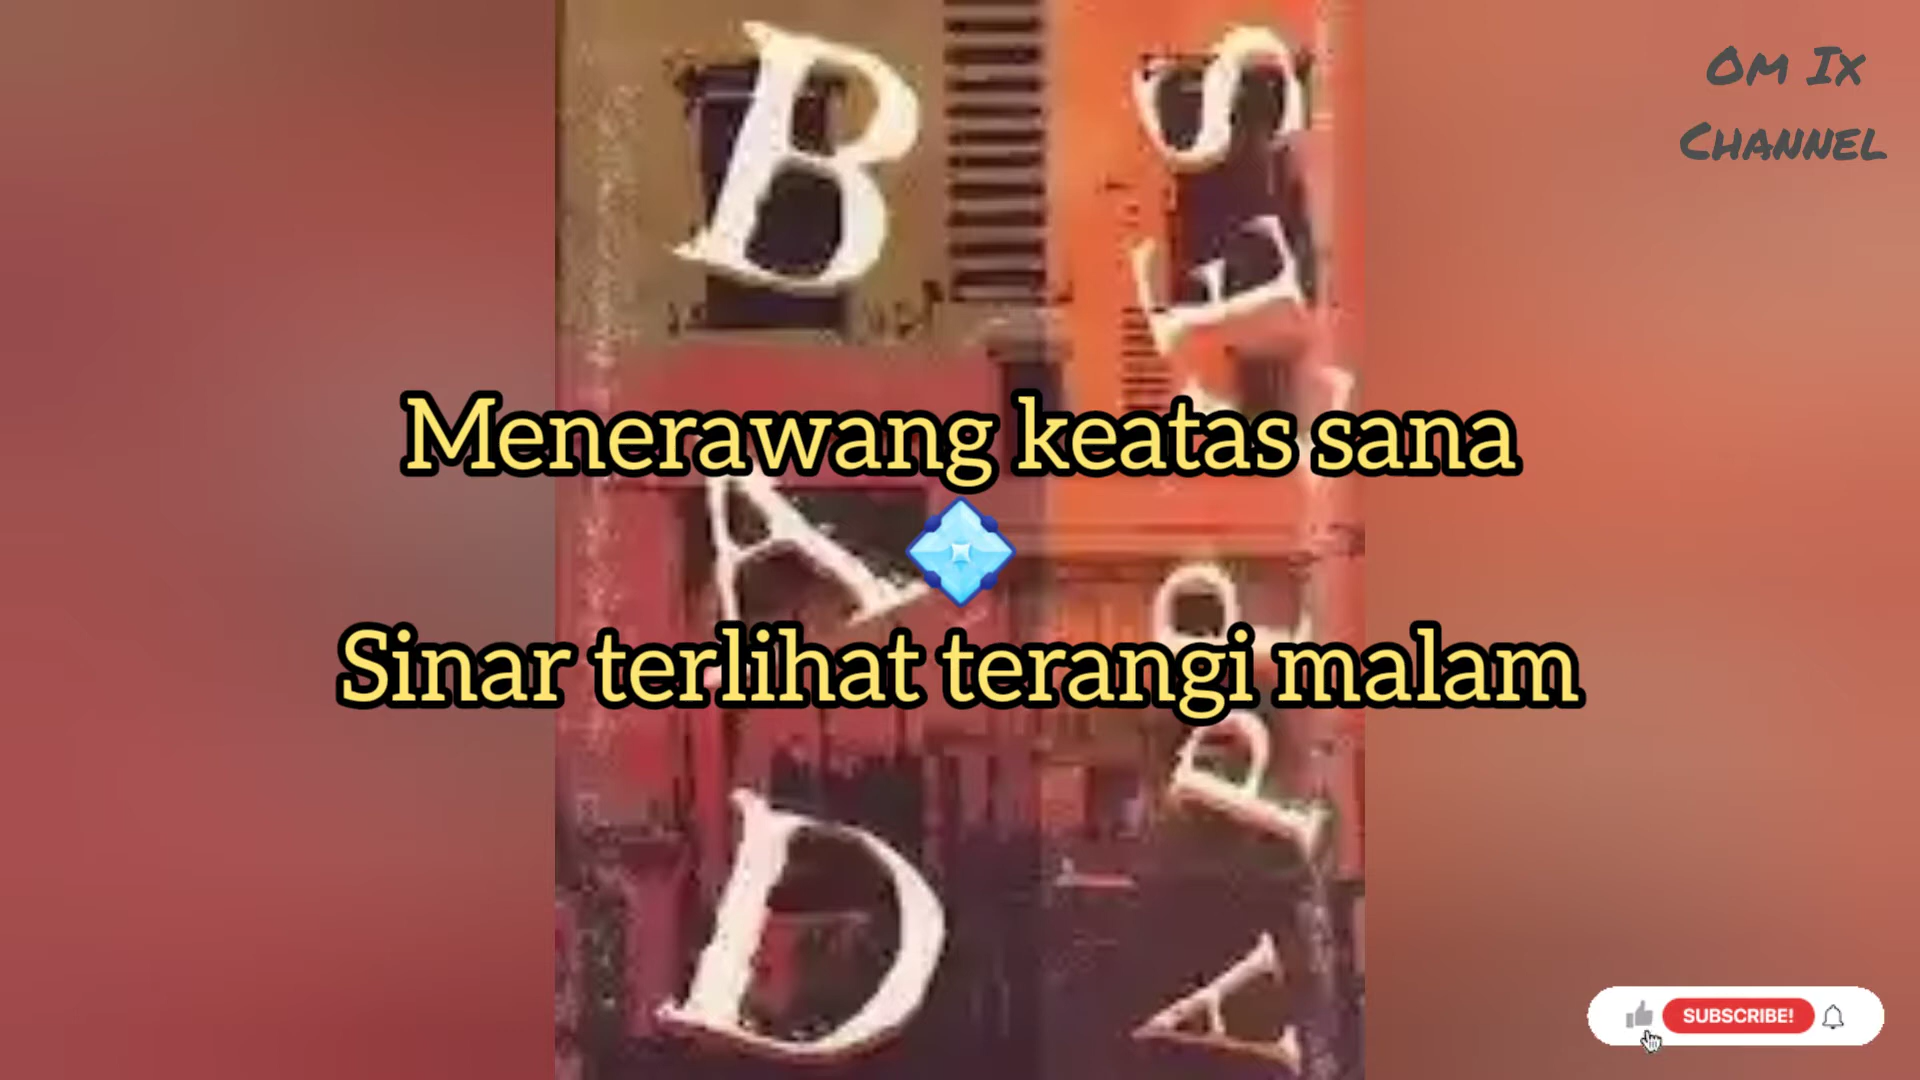 Om Ix
Channel
B
A
D
Menerawang keatas sana
Sinar terlihat terangi malam
SUBSCRIBE!